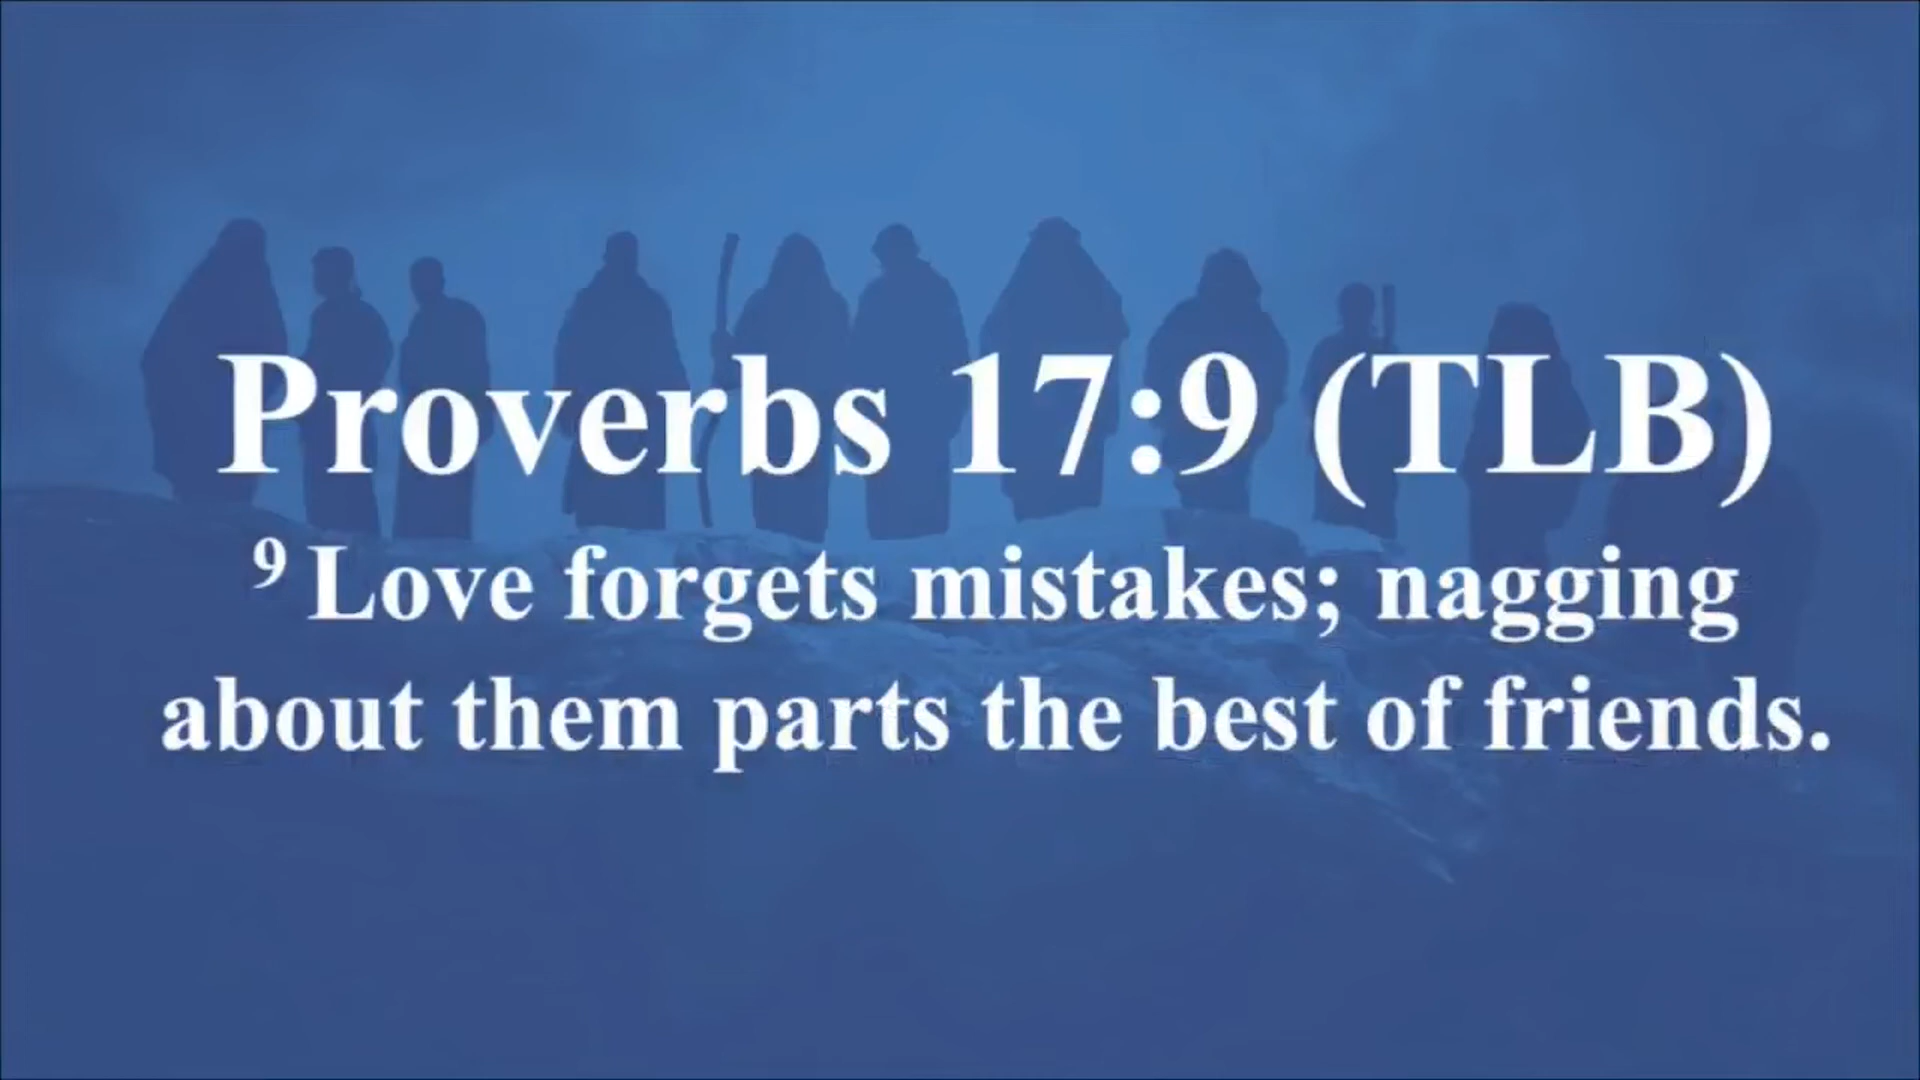 Proverbs 17:9 (TLB)
⁹ Love forgets mistakes; nagging
about them parts the best of friends.